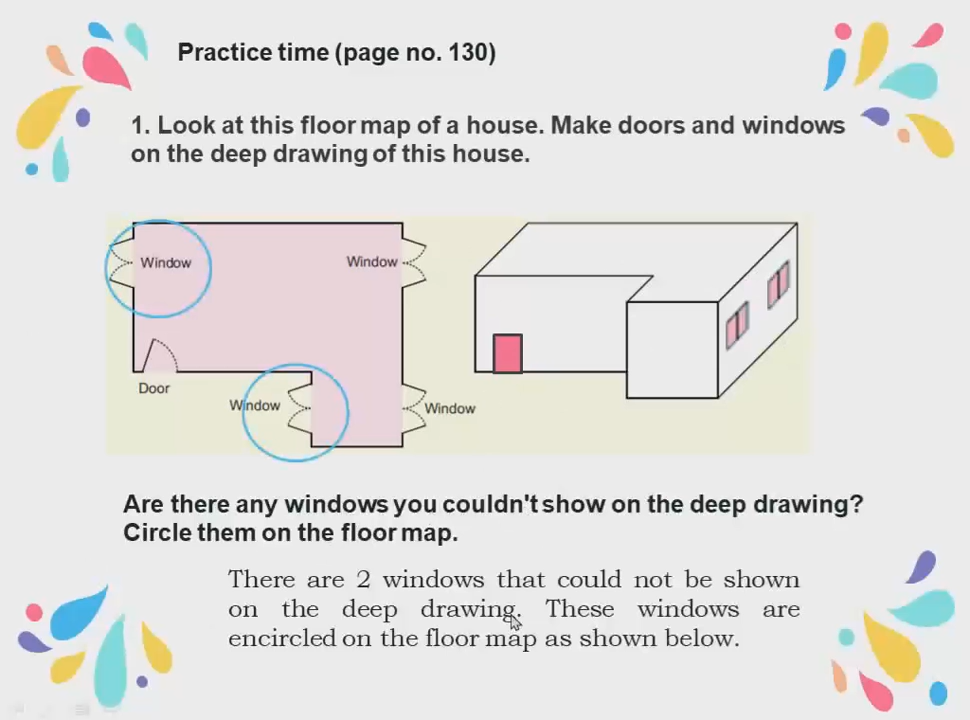 Practice time (page no. 130)
1. Look at this floor map of a house. Make doors and windows
on the deep drawing of this house.
Window
Window
Door
Window
Window
Are there any windows you couldn't show on the deep drawing?
Circle them on the floor map.
There are 2 windows that could not be shown
on the deep drawing. These windows are
encircled on the floor map as shown below.